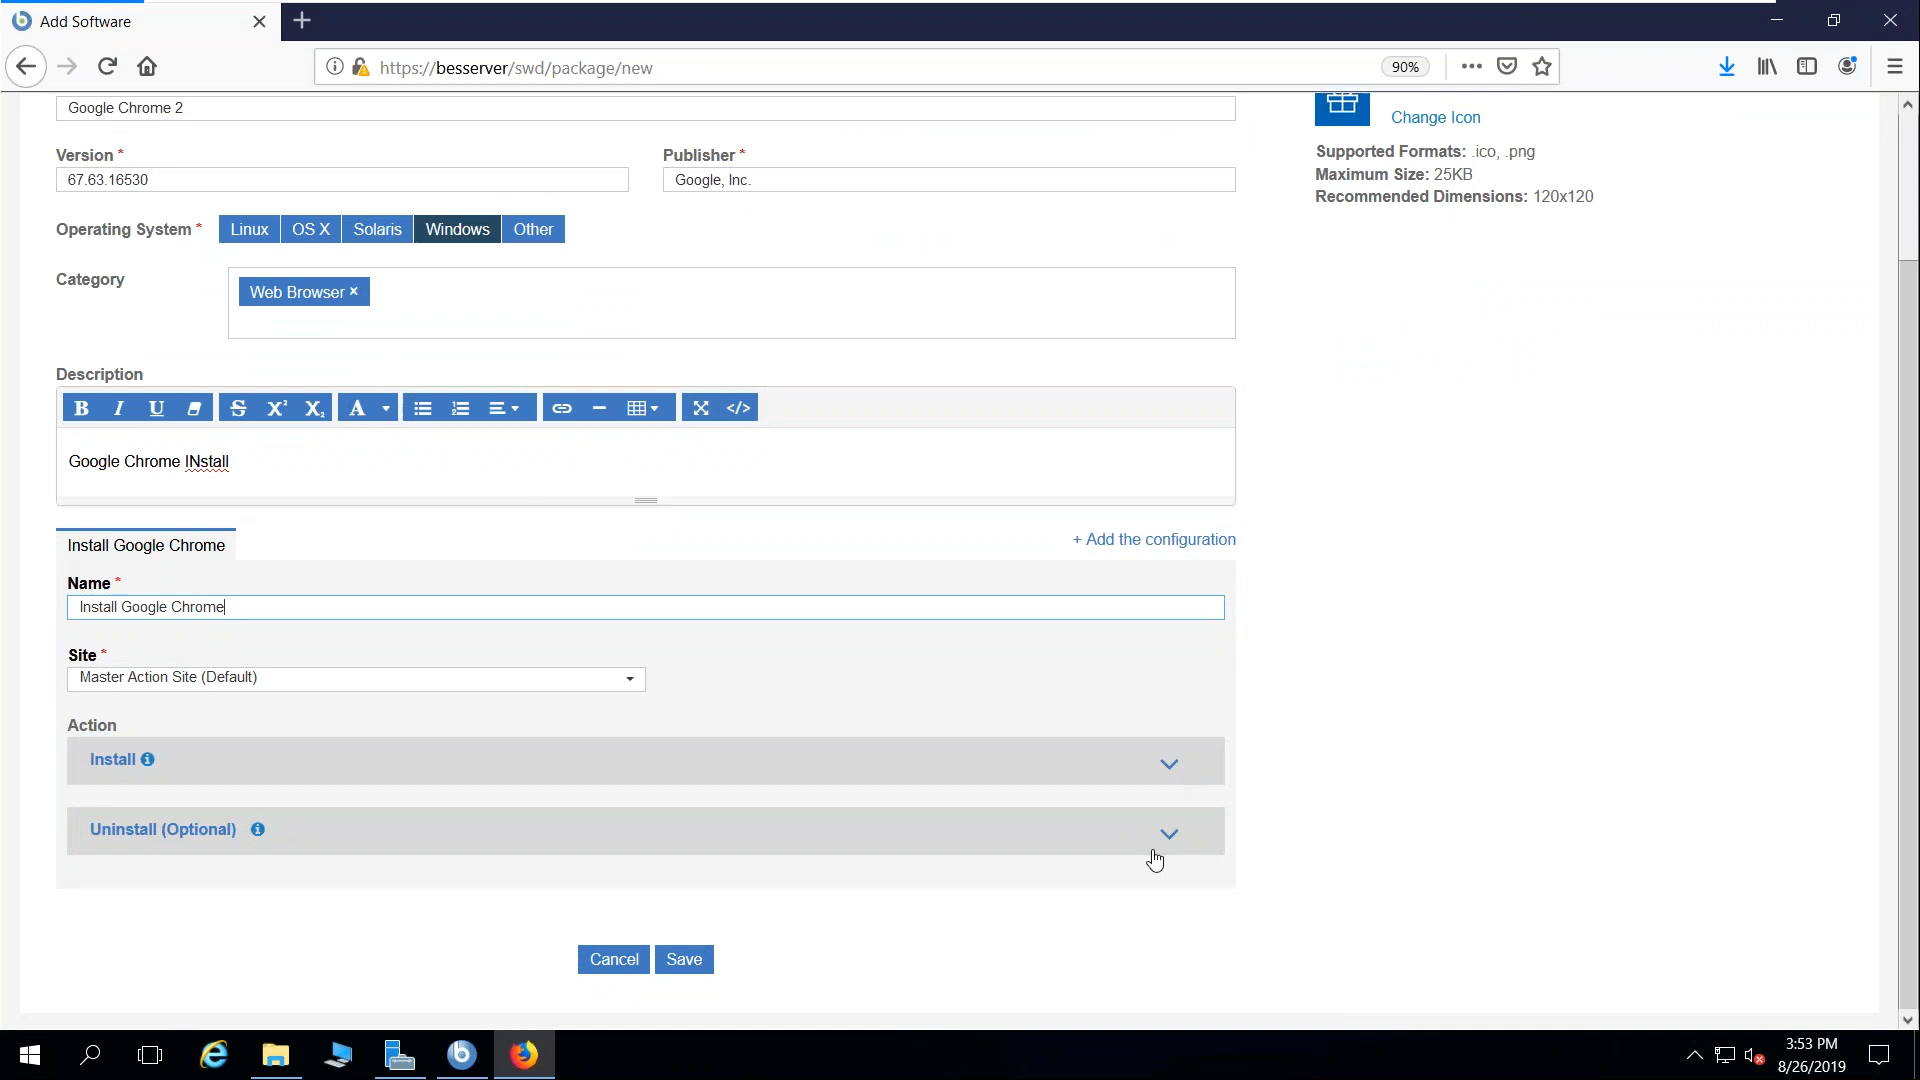 Add Software
https://besserver/swd/package/new
90%
Google Chrome 2
Change Icon
Version *
Publisher *
Supported Formats: .ico, .png
67.63.16530
Google, Inc.
Maximum Size: 25KB
Recommended Dimensions: 120x120
Operating System *
Linux
OS X
Solaris
Windows
Other
Category
Web Browser ×
Description
B I U S X² X₂ A </>
Google Chrome INstall
Install Google Chrome
+ Add the configuration
Name *
Install Google Chrome
Site *
Master Action Site (Default)
Action
Install
Uninstall (Optional)
Cancel
Save
3:53 PM
8/26/2019